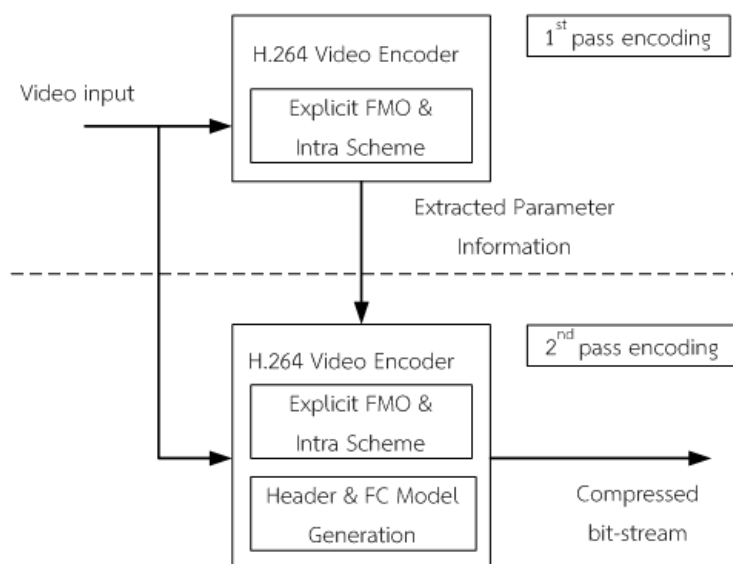 1st pass encoding
H.264 Video Encoder
Video input
Explicit FMO &
Intra Scheme
Extracted Parameter
Information
2nd pass encoding
H.264 Video Encoder
Explicit FMO &
Intra Scheme
Header & FC Model
Generation
Compressed
bit-stream